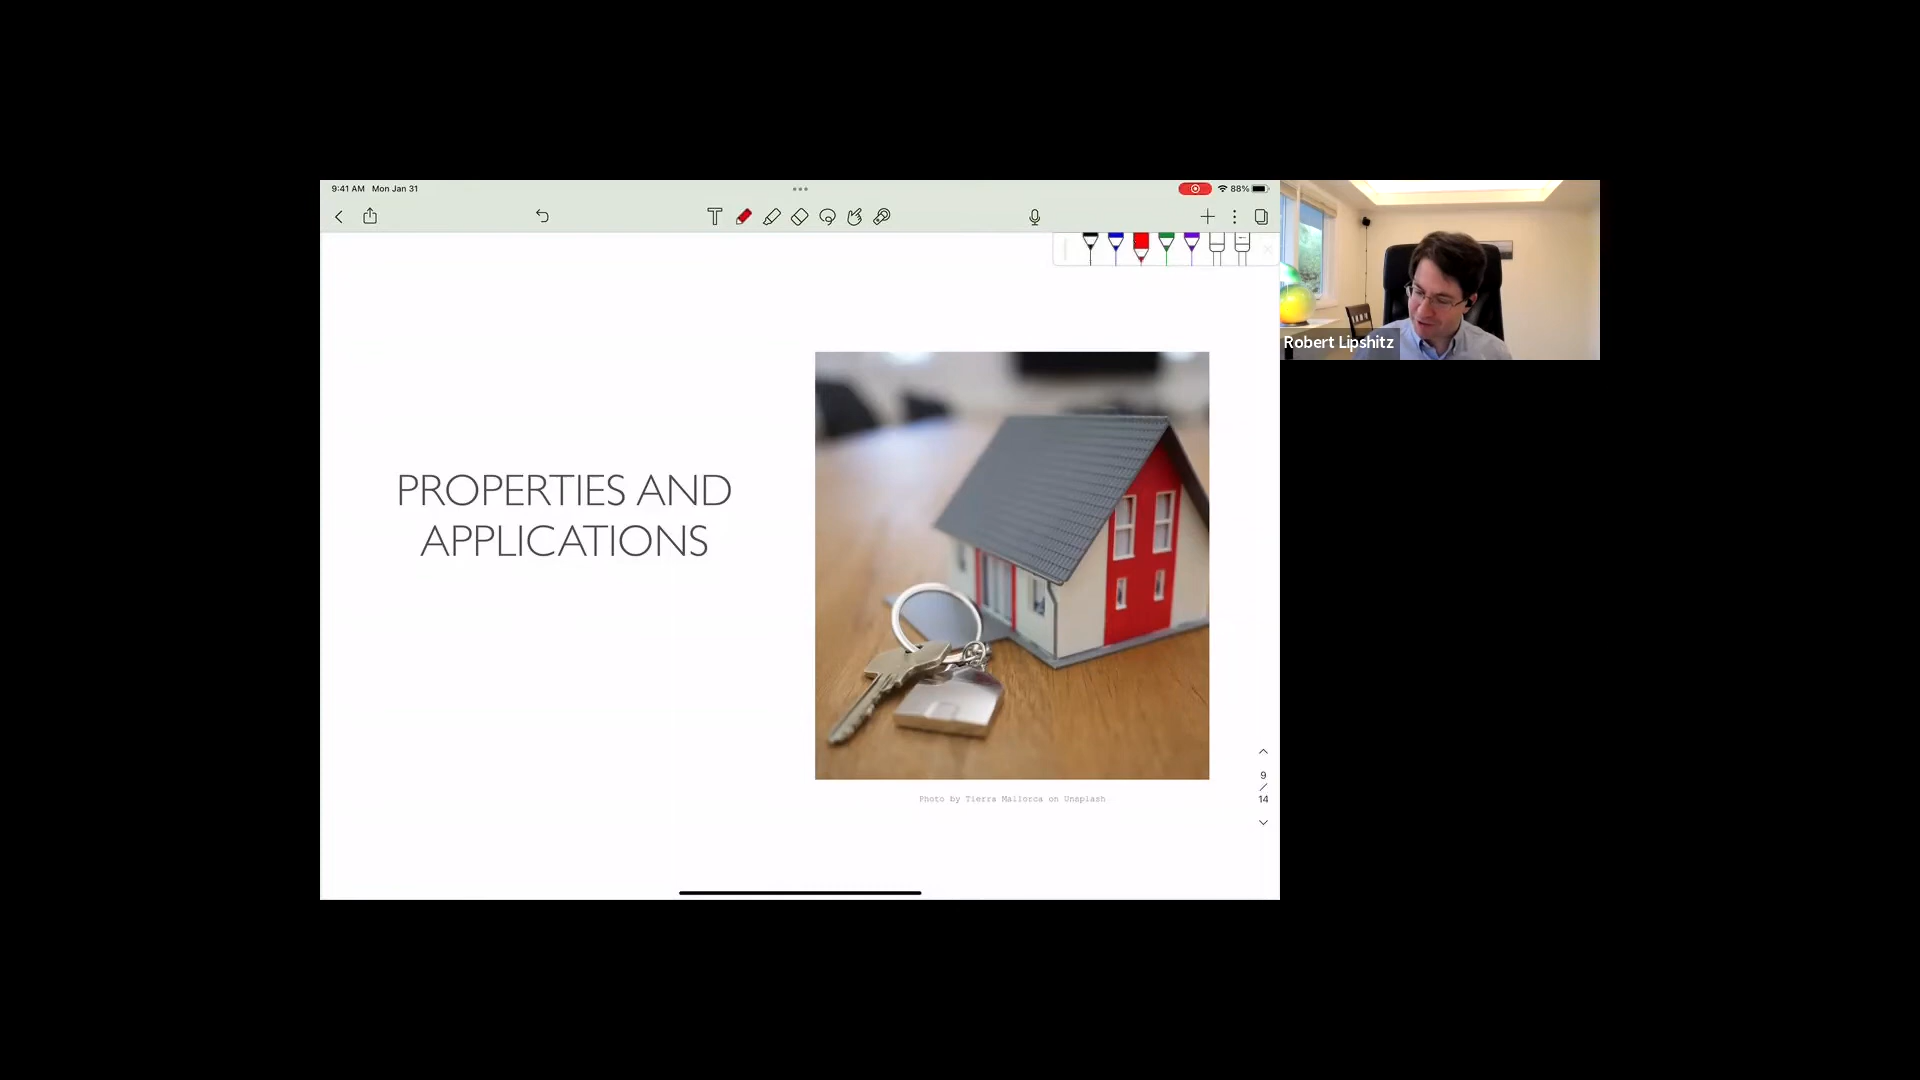 9:41 AM Mon Jan 31
88%
T
PROPERTIES AND
APPLICATIONS
Photo by Tierra Mallorca on Unsplash
9
/
14
Robert Lipshitz